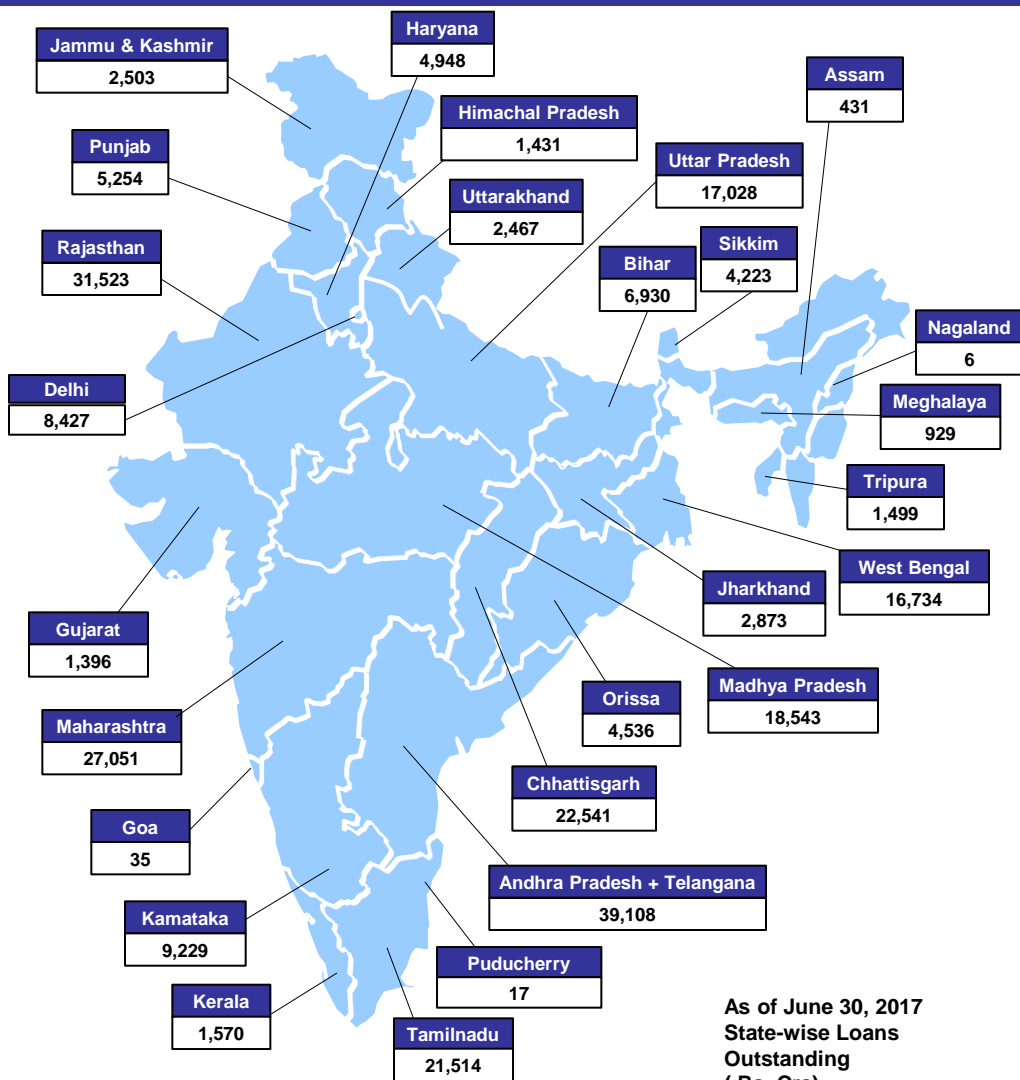 Haryana
4,948
Jammu & Kashmir
2,503
Assam
431
Himachal Pradesh
1,431
Punjab
5,254
Uttar Pradesh
17,028
Uttarakhand
2,467
Rajasthan
31,523
Sikkim
4,223
Bihar
6,930
Nagaland
6
Delhi
8,427
Meghalaya
929
Tripura
1,499
West Bengal
16,734
Jharkhand
2,873
Gujarat
1,396
Madhya Pradesh
18,543
Orissa
4,536
Maharashtra
27,051
Chhattisgarh
22,541
Goa
35
Andhra Pradesh + Telangana
39,108
Kamataka
9,229
Puducherry
17
Kerala
1,570
Tamilnadu
21,514
As of June 30, 2017
State-wise Loans
Outstanding
( Rs. Crs)